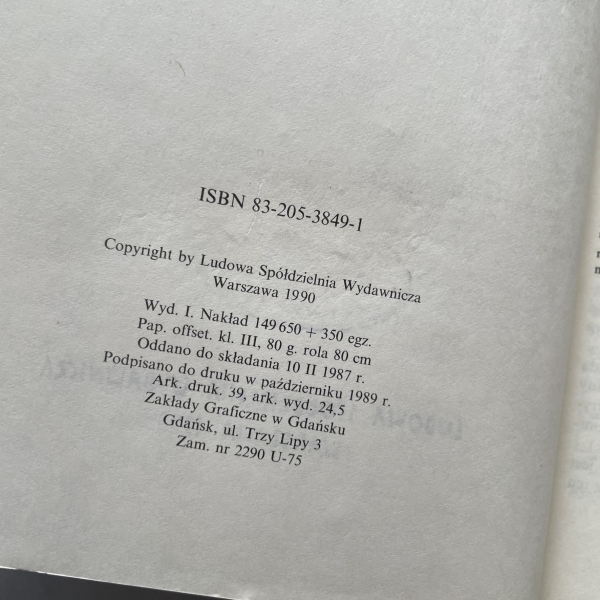 ISBN 83-205-3849-1
Copyright by Ludowa Spółdzielnia Wydawnicza
Warszawa 1990
Wyd. I. Nakład 149 650 + 350 egz.
Pap. offset. kl. III, 80 g. rola 80 cm
Oddano do składania 10 II 1987 r.
Podpisano do druku w październiku 1989 r.
Ark. druk. 39, ark. wyd. 24,5
Zakłady Graficzne w Gdańsku
Gdańsk, ul. Trzy Lipy 3
Zam. nr 2290 U-75